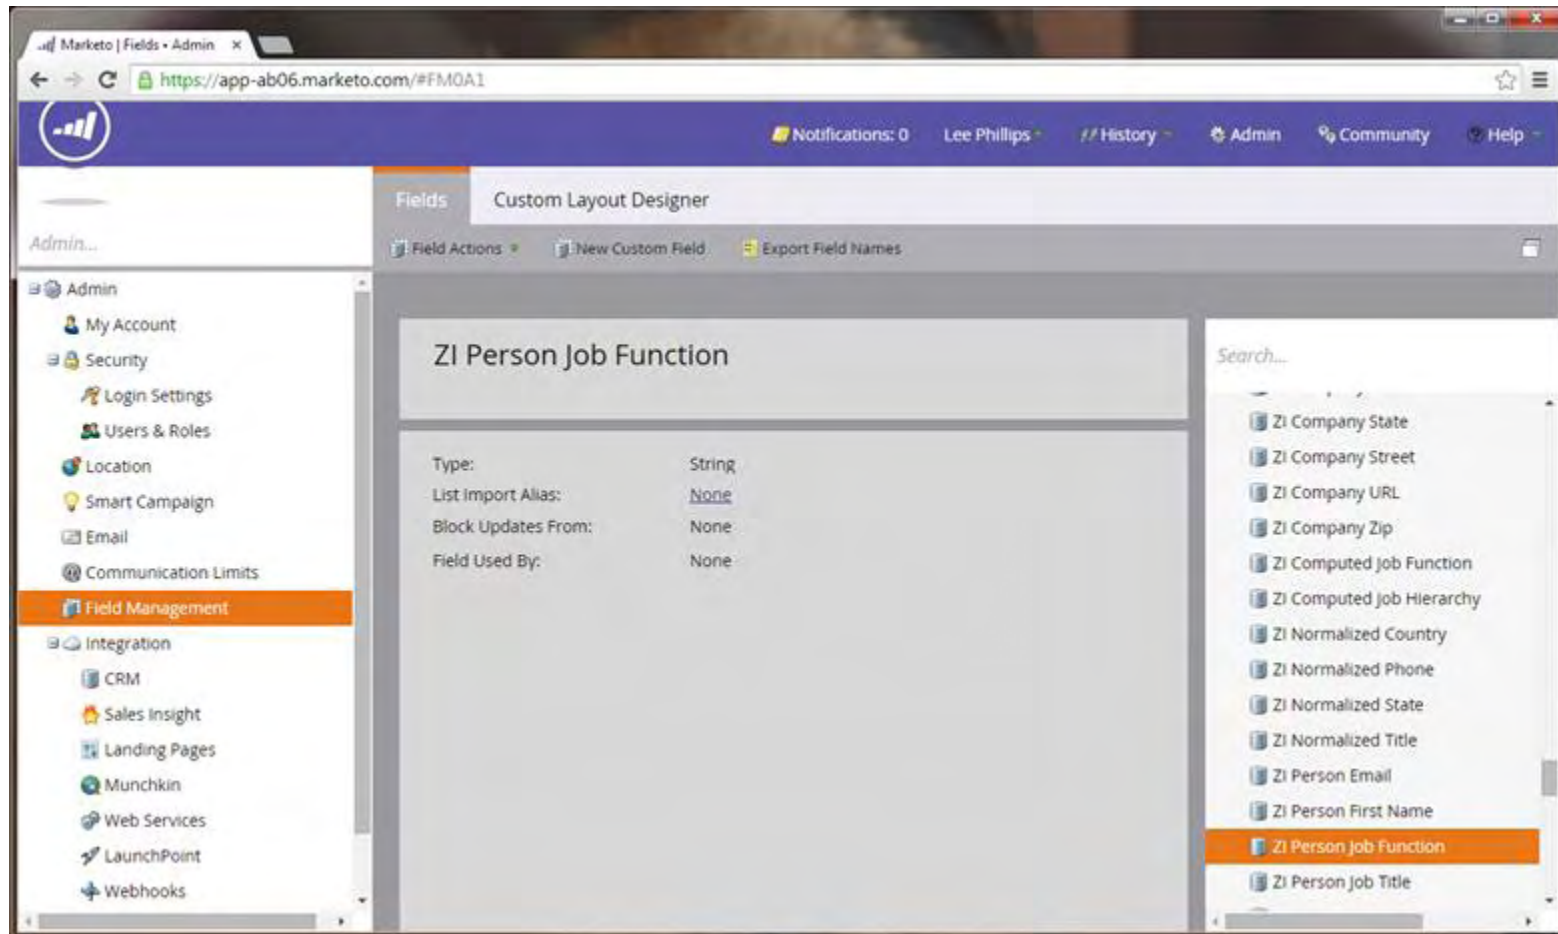 Marketo | Fields • Admin
https://app-ab06.marketo.com/#FM0A1
Notifications: 0 Lee Phillips History Admin Community Help
Fields Custom Layout Designer
Admin...
Field Actions New Custom Field Export Field Names
Admin
My Account
Security
Login Settings
Users & Roles
Location
Smart Campaign
Email
Communication Limits
Field Management
Integration
CRM
Sales Insight
Landing Pages
Munchkin
Web Services
LaunchPoint
Webhooks
ZI Person Job Function
Type: String
List Import Alias: None
Block Updates From: None
Field Used By: None
Search...
ZI Company State
ZI Company Street
ZI Company URL
ZI Company Zip
ZI Computed Job Function
ZI Computed Job Hierarchy
ZI Normalized Country
ZI Normalized Phone
ZI Normalized State
ZI Normalized Title
ZI Person Email
ZI Person First Name
ZI Person Job Function
ZI Person Job Title